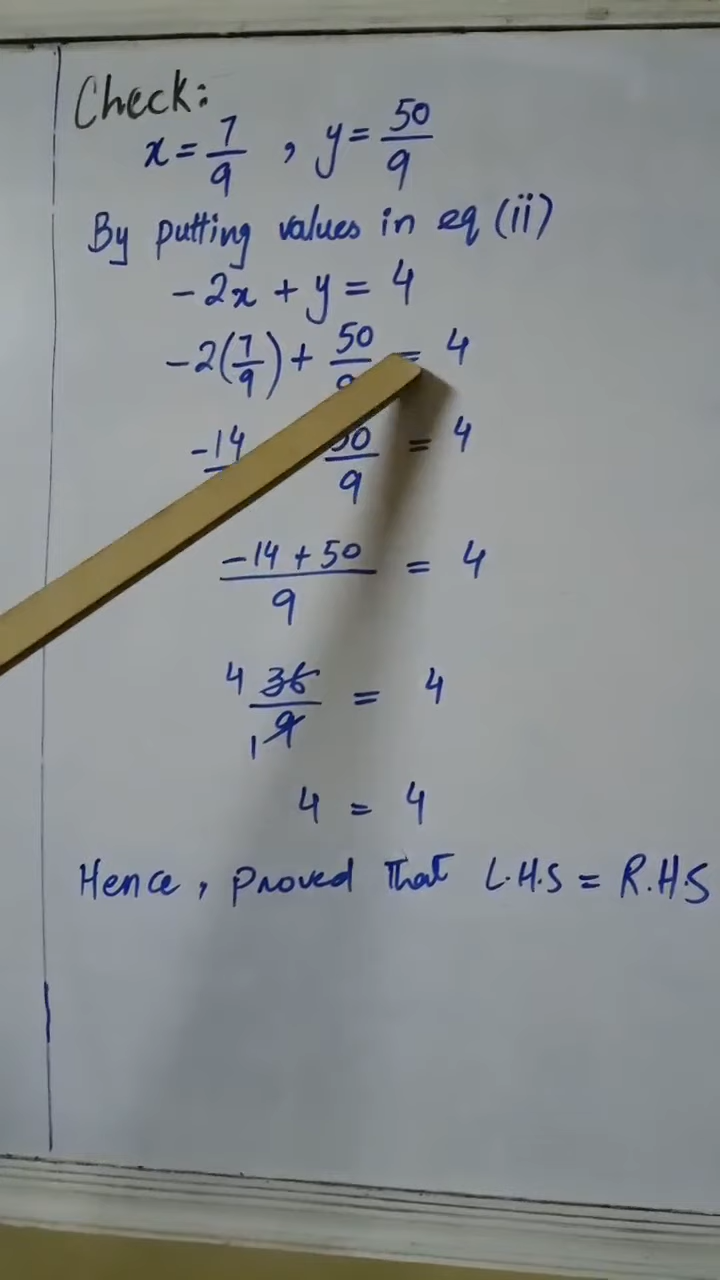 Check:
x = 7/9 , y = 50/9
By putting values in eq (ii)
-2x + y = 4
-2(7/9) + 50/9 = 4
-14 50/9 = 4
-14 + 50/9 = 4
4 36/9 1 = 4
4 = 4
Hence, proved that L.H.S = R.H.S